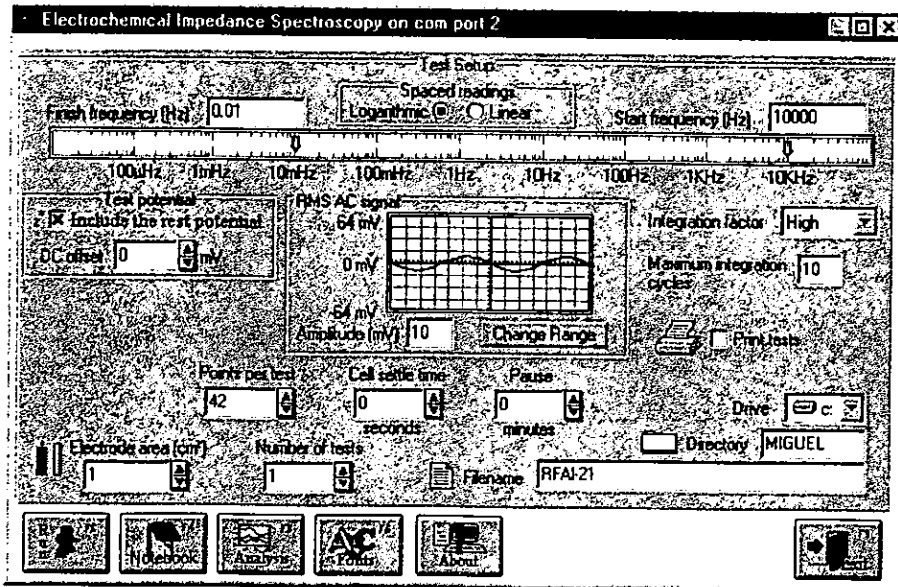 Electrochemical Impedance Spectroscopy on com port 2
Test Setup
Spaced readings
Finish frequency (Hz) 0.01
Logarithmic Linear
Start frequency (Hz) 10000
100uHz 1mHz 10mHz 100mHz 1Hz 10Hz 100Hz 1KHz 10KHz
Test potential
Include the rest potential
DC offset 0 mV
RMS AC signal
64 mV
0 mV
-64 mV
Amplitude (mV) 10 Change Range
Integration factor High
Maximum integration cycles 10
Print tests
Points per test
42
Cell settle time
0
seconds
Pause
0
minutes
Drive c:
Directory MIGUEL
Electrode area (cm²)
1
Number of tests
1
Filename RFAI-21
Run Notebook Analysis Fonts About